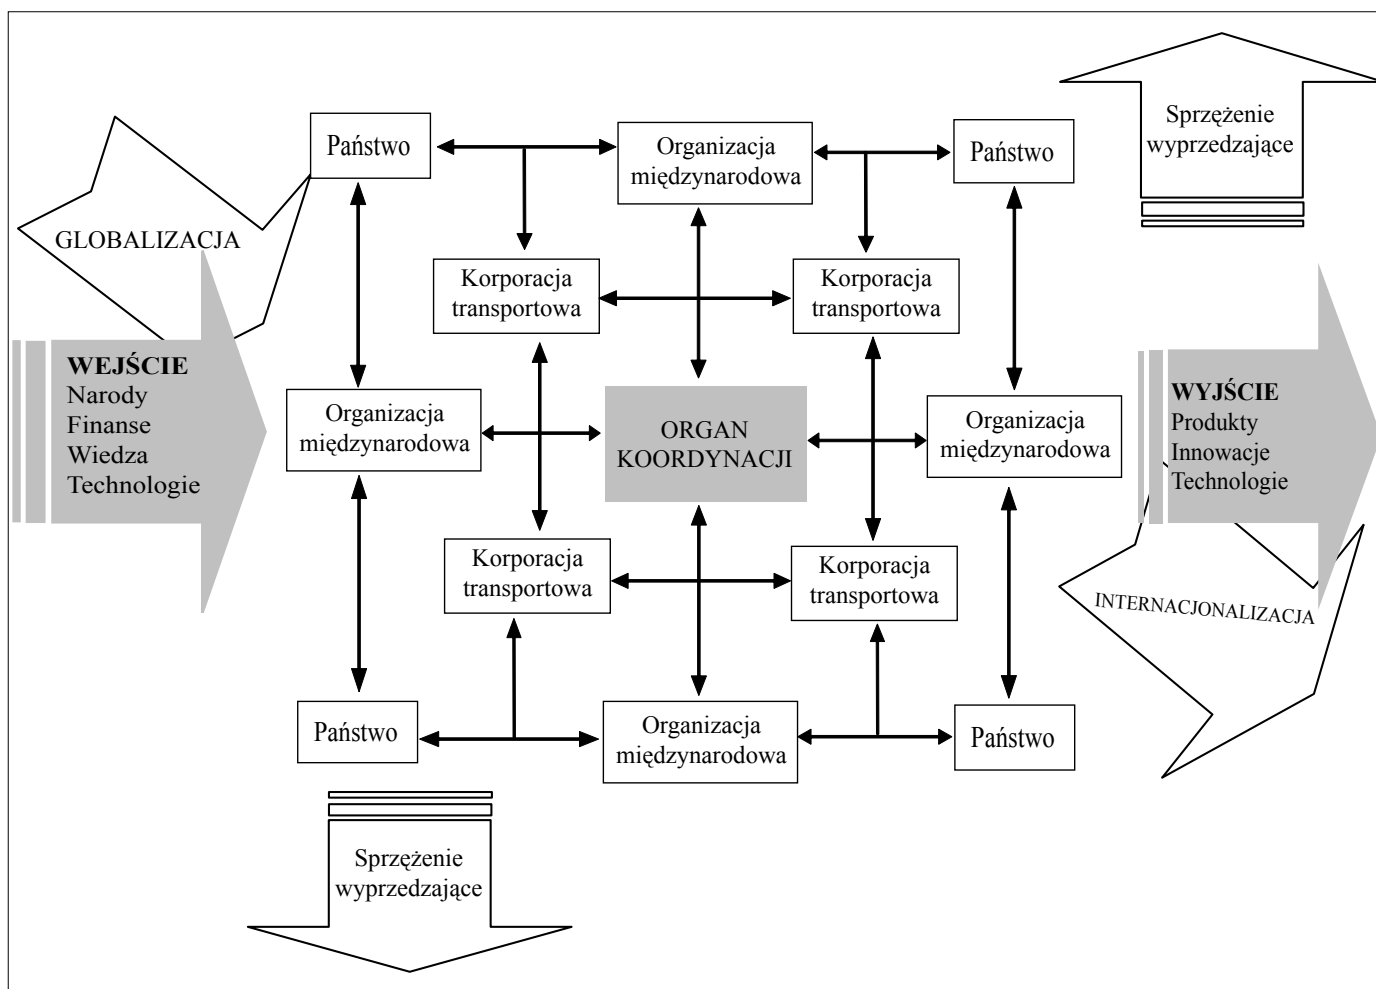 Sprzężenie
wyprzedzające
Państwo
Organizacja
międzynarodowa
Państwo
GLOBALIZACJA
Korporacja
transportowa
Korporacja
transportowa
WEJŚCIE
Narody
Finanse
Wiedza
Technologie
Organizacja
międzynarodowa
ORGAN
KOORDYNACJI
Organizacja
międzynarodowa
WYJŚCIE
Produkty
Innowacje
Technologie
Korporacja
transportowa
Korporacja
transportowa
INTERNACJONALIZACJA
Państwo
Organizacja
międzynarodowa
Państwo
Sprzężenie
wyprzedzające